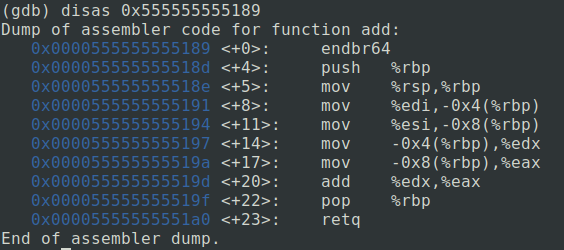 (gdb) disas 0x555555555189
Dump of assembler code for function add:
   0x0000555555555189 <+0>:     endbr64
   0x000055555555518d <+4>:     push   %rbp
   0x000055555555518e <+5>:     mov    %rsp,%rbp
   0x0000555555555191 <+8>:     mov    %edi,-0x4(%rbp)
   0x0000555555555194 <+11>:    mov    %esi,-0x8(%rbp)
   0x0000555555555197 <+14>:    mov    -0x4(%rbp),%edx
   0x000055555555519a <+17>:    mov    -0x8(%rbp),%eax
   0x000055555555519d <+20>:    add    %edx,%eax
   0x000055555555519f <+22>:    pop    %rbp
   0x00005555555551a0 <+23>:    retq
End of assembler dump.